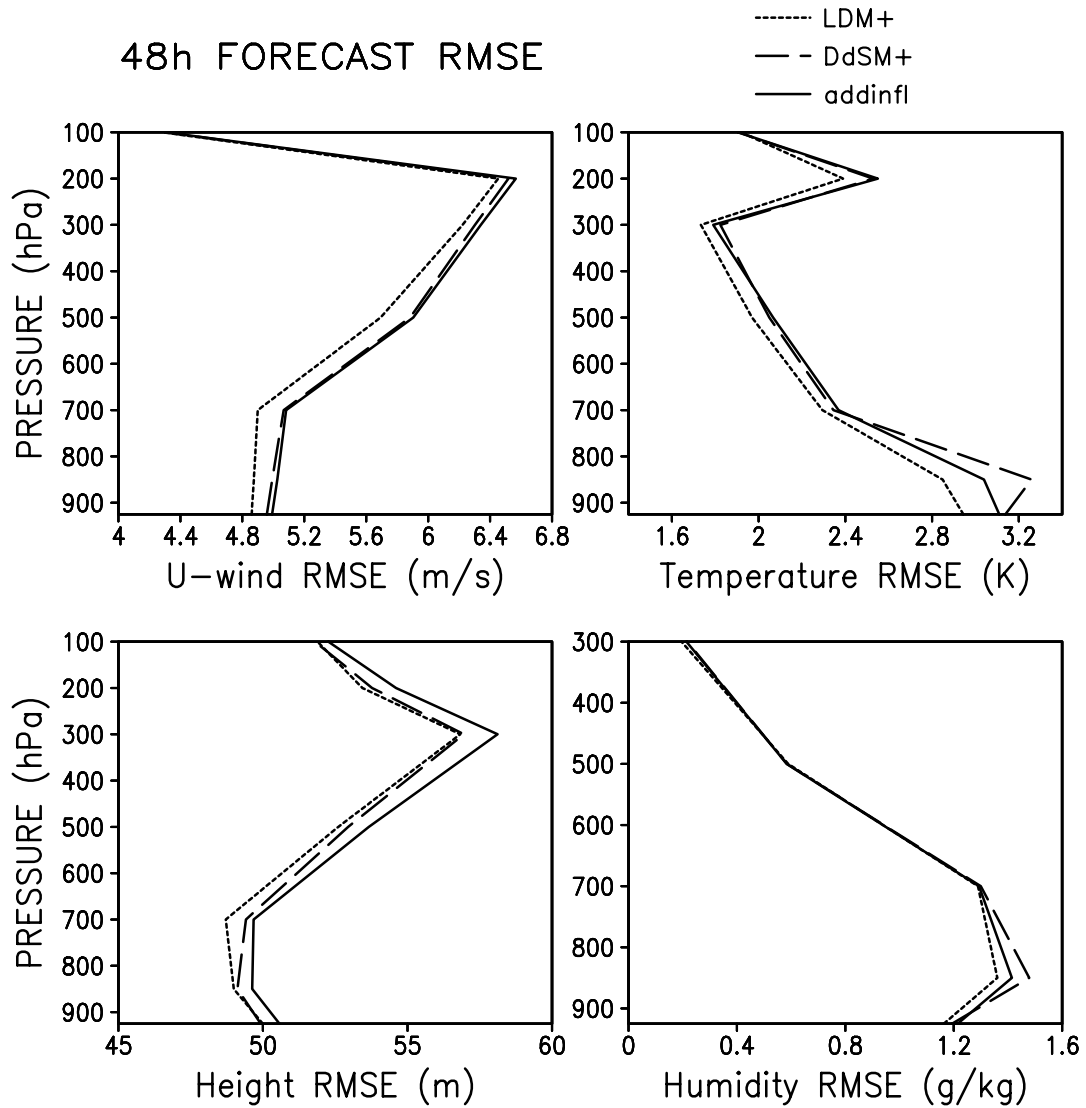 LDM+
48h FORECAST RMSE
DdSM+
addinfl
100
200
300
400
500
600
700
800
900
PRESSURE (hPa)
4 4.4 4.8 5.2 5.6 6 6.4 6.8
U-wind RMSE (m/s)
100
200
300
400
500
600
700
800
900
1.6 2 2.4 2.8 3.2
Temperature RMSE (K)
100
200
300
400
500
600
700
800
900
PRESSURE (hPa)
45 50 55 60
Height RMSE (m)
300
400
500
600
700
800
900
0 0.4 0.8 1.2 1.6
Humidity RMSE (g/kg)